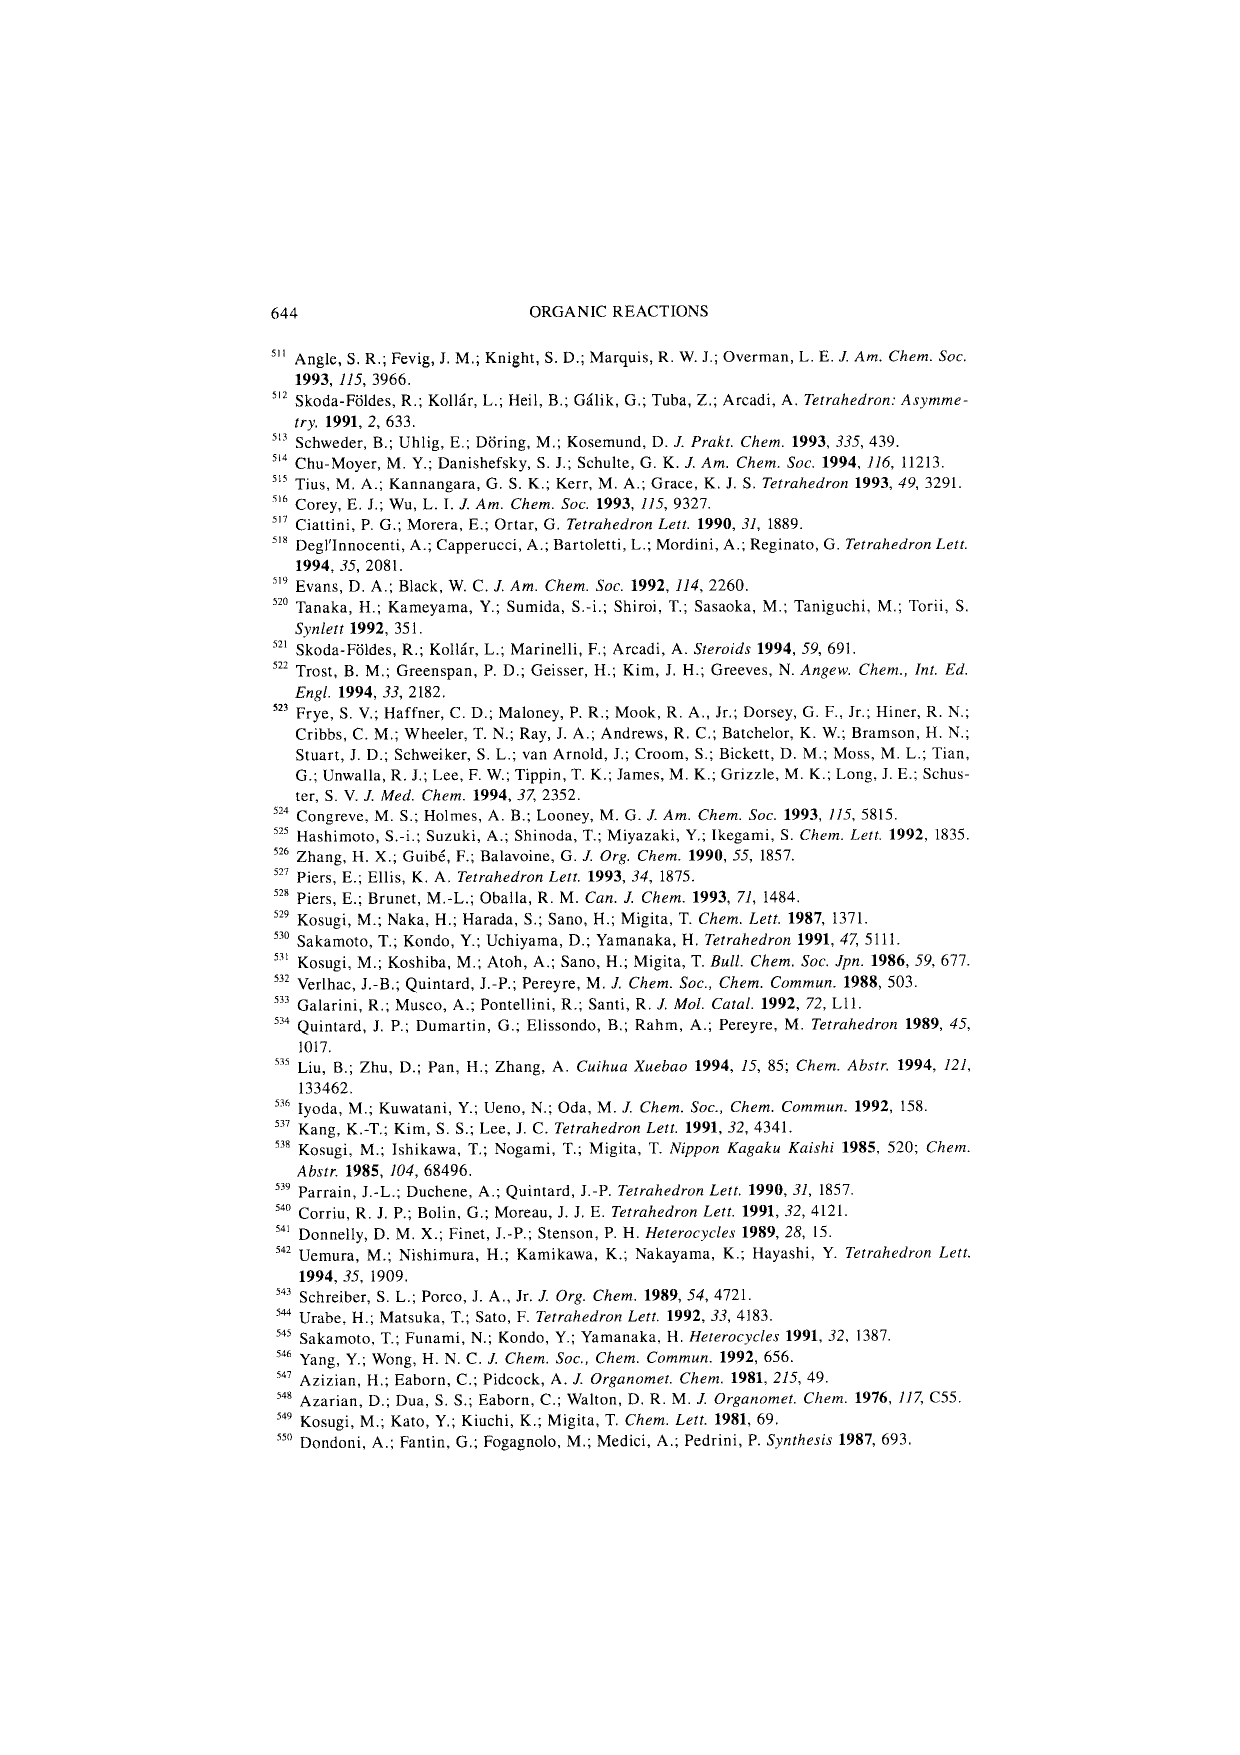 644 ORGANIC REACTIONS
511 Angle, S. R.; Fevig, J. M.; Knight, S. D.; Marquis, R. W. J.; Overman, L. E. J. Am. Chem. Soc.
1993, 115, 3966.
512 Skoda-Földes, R.; Kollár, L.; Heil, B.; Gálik, G.; Tuba, Z.; Arcadi, A. Tetrahedron: Asymme-
try. 1991, 2, 633.
513 Schweder, B.; Uhlig, E.; Döring, M.; Kosemund, D. J. Prakt. Chem. 1993, 335, 439.
514 Chu-Moyer, M. Y.; Danishefsky, S. J.; Schulte, G. K. J. Am. Chem. Soc. 1994, 116, 11213.
515 Tius, M. A.; Kannangara, G. S. K.; Kerr, M. A.; Grace, K. J. S. Tetrahedron 1993, 49, 3291.
516 Corey, E. J.; Wu, L. I. J. Am. Chem. Soc. 1993, 115, 9327.
517 Ciattini, P. G.; Morera, E.; Ortar, G. Tetrahedron Lett. 1990, 31, 1889.
518 Degl'Innocenti, A.; Capperucci, A.; Bartoletti, L.; Mordini, A.; Reginato, G. Tetrahedron Lett.
1994, 35, 2081.
519 Evans, D. A.; Black, W. C. J. Am. Chem. Soc. 1992, 114, 2260.
520 Tanaka, H.; Kameyama, Y.; Sumida, S.-i.; Shiroi, T.; Sasaoka, M.; Taniguchi, M.; Torii, S.
Synlett 1992, 351.
521 Skoda-Földes, R.; Kollár, L.; Marinelli, F.; Arcadi, A. Steroids 1994, 59, 691.
522 Trost, B. M.; Greenspan, P. D.; Geisser, H.; Kim, J. H.; Greeves, N. Angew. Chem., Int. Ed.
Engl. 1994, 33, 2182.
523 Frye, S. V.; Haffner, C. D.; Maloney, P. R.; Mook, R. A., Jr.; Dorsey, G. F., Jr.; Hiner, R. N.;
Cribbs, C. M.; Wheeler, T. N.; Ray, J. A.; Andrews, R. C.; Batchelor, K. W.; Bramson, H. N.;
Stuart, J. D.; Schweiker, S. L.; van Arnold, J.; Croom, S.; Bickett, D. M.; Moss, M. L.; Tian,
G.; Unwalla, R. J.; Lee, F. W.; Tippin, T. K.; James, M. K.; Grizzle, M. K.; Long, J. E.; Schus-
ter, S. V. J. Med. Chem. 1994, 37, 2352.
524 Congreve, M. S.; Holmes, A. B.; Looney, M. G. J. Am. Chem. Soc. 1993, 115, 5815.
525 Hashimoto, S.-i.; Suzuki, A.; Shinoda, T.; Miyazaki, Y.; Ikegami, S. Chem. Lett. 1992, 1835.
526 Zhang, H. X.; Guibé, F.; Balavoine, G. J. Org. Chem. 1990, 55, 1857.
527 Piers, E.; Ellis, K. A. Tetrahedron Lett. 1993, 34, 1875.
528 Piers, E.; Brunet, M.-L.; Oballa, R. M. Can. J. Chem. 1993, 71, 1484.
529 Kosugi, M.; Naka, H.; Harada, S.; Sano, H.; Migita, T. Chem. Lett. 1987, 1371.
530 Sakamoto, T.; Kondo, Y.; Uchiyama, D.; Yamanaka, H. Tetrahedron 1991, 47, 5111.
531 Kosugi, M.; Koshiba, M.; Atoh, A.; Sano, H.; Migita, T. Bull. Chem. Soc. Jpn. 1986, 59, 677.
532 Verlhac, J.-B.; Quintard, J.-P.; Pereyre, M. J. Chem. Soc., Chem. Commun. 1988, 503.
533 Galarini, R.; Musco, A.; Pontellini, R.; Santi, R. J. Mol. Catal. 1992, 72, L11.
534 Quintard, J. P.; Dumartin, G.; Elissondo, B.; Rahm, A.; Pereyre, M. Tetrahedron 1989, 45,
1017.
535 Liu, B.; Zhu, D.; Pan, H.; Zhang, A. Cuihua Xuebao 1994, 15, 85; Chem. Abstr. 1994, 121,
133462.
536 Iyoda, M.; Kuwatani, Y.; Ueno, N.; Oda, M. J. Chem. Soc., Chem. Commun. 1992, 158.
537 Kang, K.-T.; Kim, S. S.; Lee, J. C. Tetrahedron Lett. 1991, 32, 4341.
538 Kosugi, M.; Ishikawa, T.; Nogami, T.; Migita, T. Nippon Kagaku Kaishi 1985, 520; Chem.
Abstr. 1985, 104, 68496.
539 Parrain, J.-L.; Duchene, A.; Quintard, J.-P. Tetrahedron Lett. 1990, 31, 1857.
540 Corriu, R. J. P.; Bolin, G.; Moreau, J. J. E. Tetrahedron Lett. 1991, 32, 4121.
541 Donnelly, D. M. X.; Finet, J.-P.; Stenson, P. H. Heterocycles 1989, 28, 15.
542 Uemura, M.; Nishimura, H.; Kamikawa, K.; Nakayama, K.; Hayashi, Y. Tetrahedron Lett.
1994, 35, 1909.
543 Schreiber, S. L.; Porco, J. A., Jr. J. Org. Chem. 1989, 54, 4721.
544 Urabe, H.; Matsuka, T.; Sato, F. Tetrahedron Lett. 1992, 33, 4183.
545 Sakamoto, T.; Funami, N.; Kondo, Y.; Yamanaka, H. Heterocycles 1991, 32, 1387.
546 Yang, Y.; Wong, H. N. C. J. Chem. Soc., Chem. Commun. 1992, 656.
547 Azizian, H.; Eaborn, C.; Pidcock, A. J. Organomet. Chem. 1981, 215, 49.
548 Azarian, D.; Dua, S. S.; Eaborn, C.; Walton, D. R. M. J. Organomet. Chem. 1976, 117, C55.
549 Kosugi, M.; Kato, Y.; Kiuchi, K.; Migita, T. Chem. Lett. 1981, 69.
550 Dondoni, A.; Fantin, G.; Fogagnolo, M.; Medici, A.; Pedrini, P. Synthesis 1987, 693.